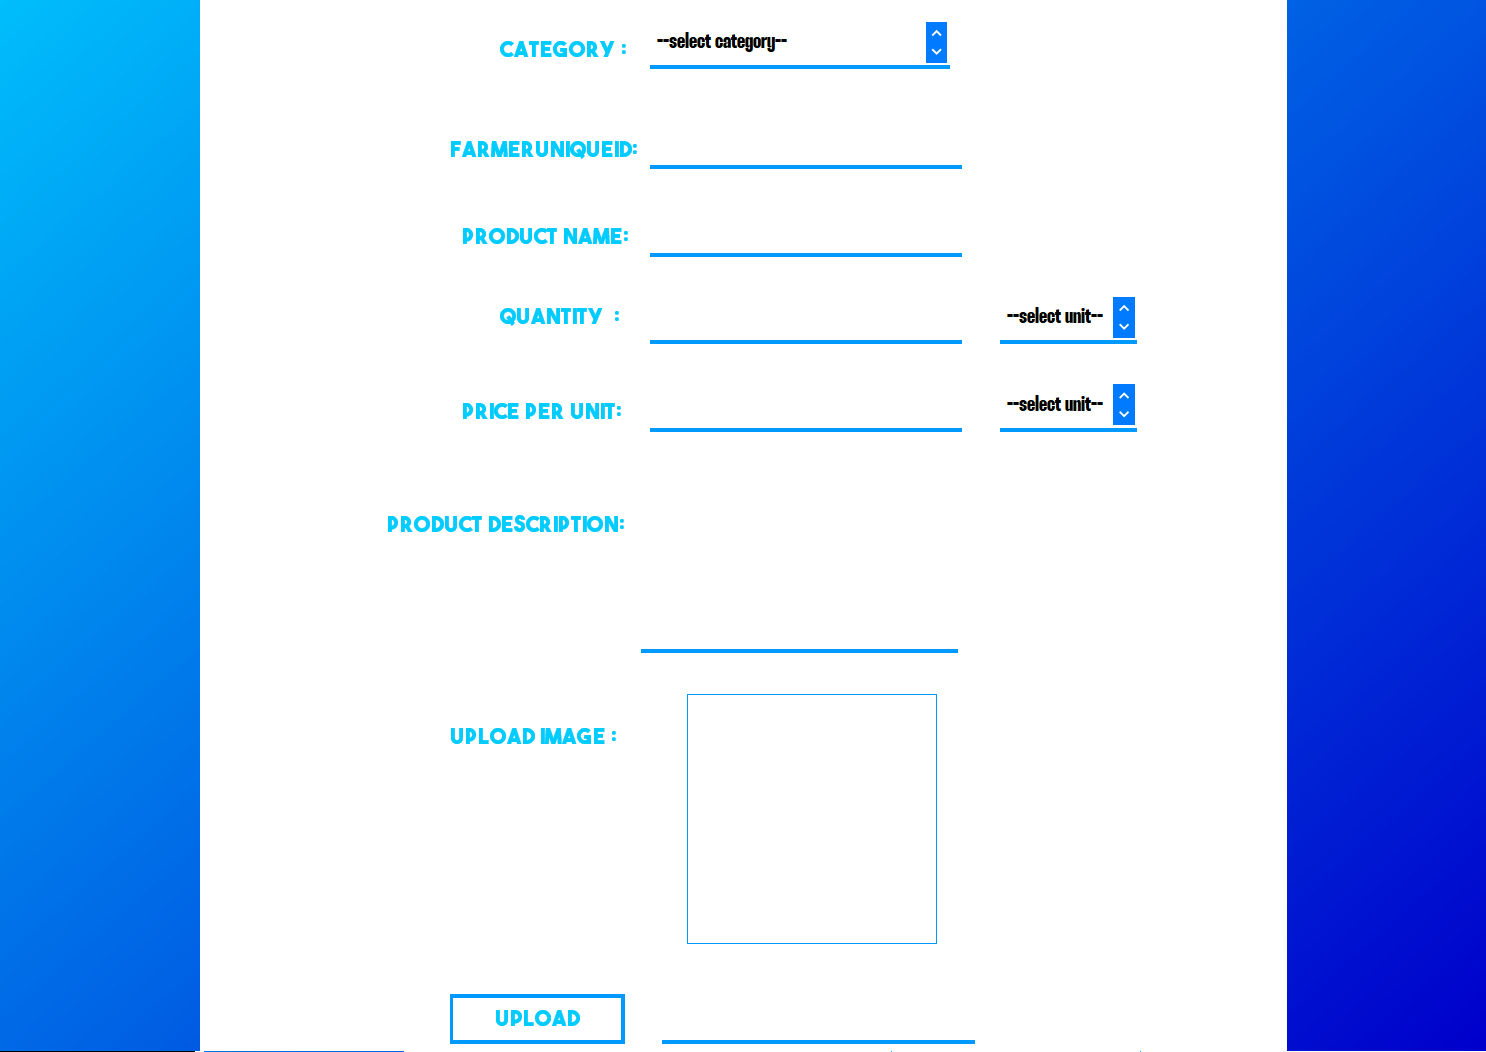 CATEGORY : --select category--
FARMERUNIQUEID:
PRODUCT NAME:
QUANTITY : --select unit--
PRICE PER UNIT: --select unit--
PRODUCT DESCRIPTION:
UPLOAD IMAGE :
UPLOAD